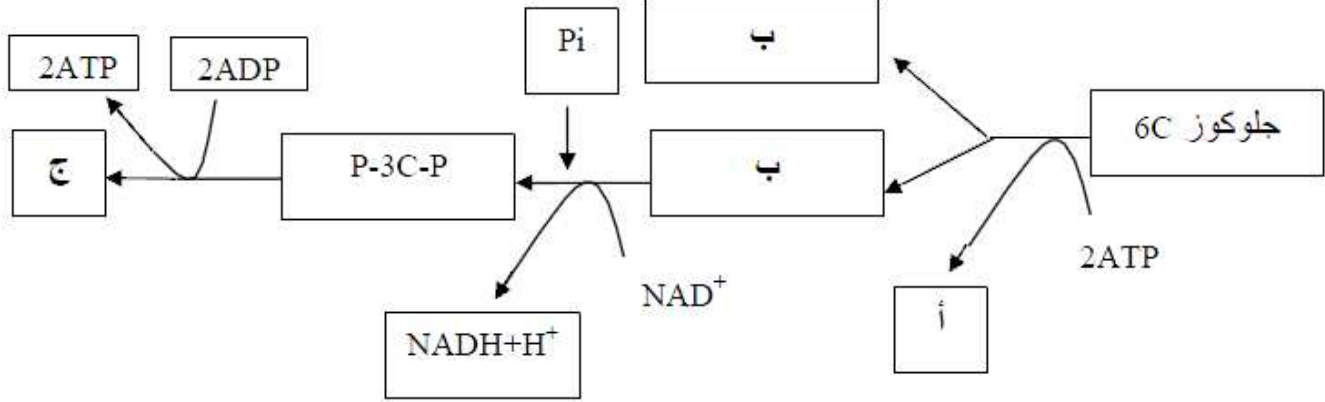 جلوكوز 6C
2ATP
أ
ب
ب
Pi
NAD⁺
NADH+H⁺
P-3C-P
2ADP
2ATP
ج